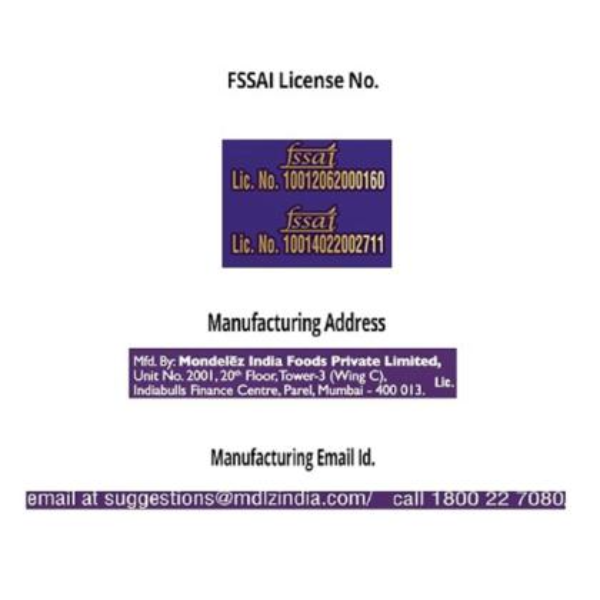 FSSAI License No.
fssai
Lic. No. 10012062000160
fssai
Lic. No. 10014022002711
Manufacturing Address
Mfd. By: Mondelēz India Foods Private Limited,
Unit No. 2001, 20th Floor, Tower-3 (Wing C),
Indiabulls Finance Centre, Parel, Mumbai - 400 013. Lic.
Manufacturing Email Id.
email at suggestions@mdlzindia.com/ call 1800 22 7080